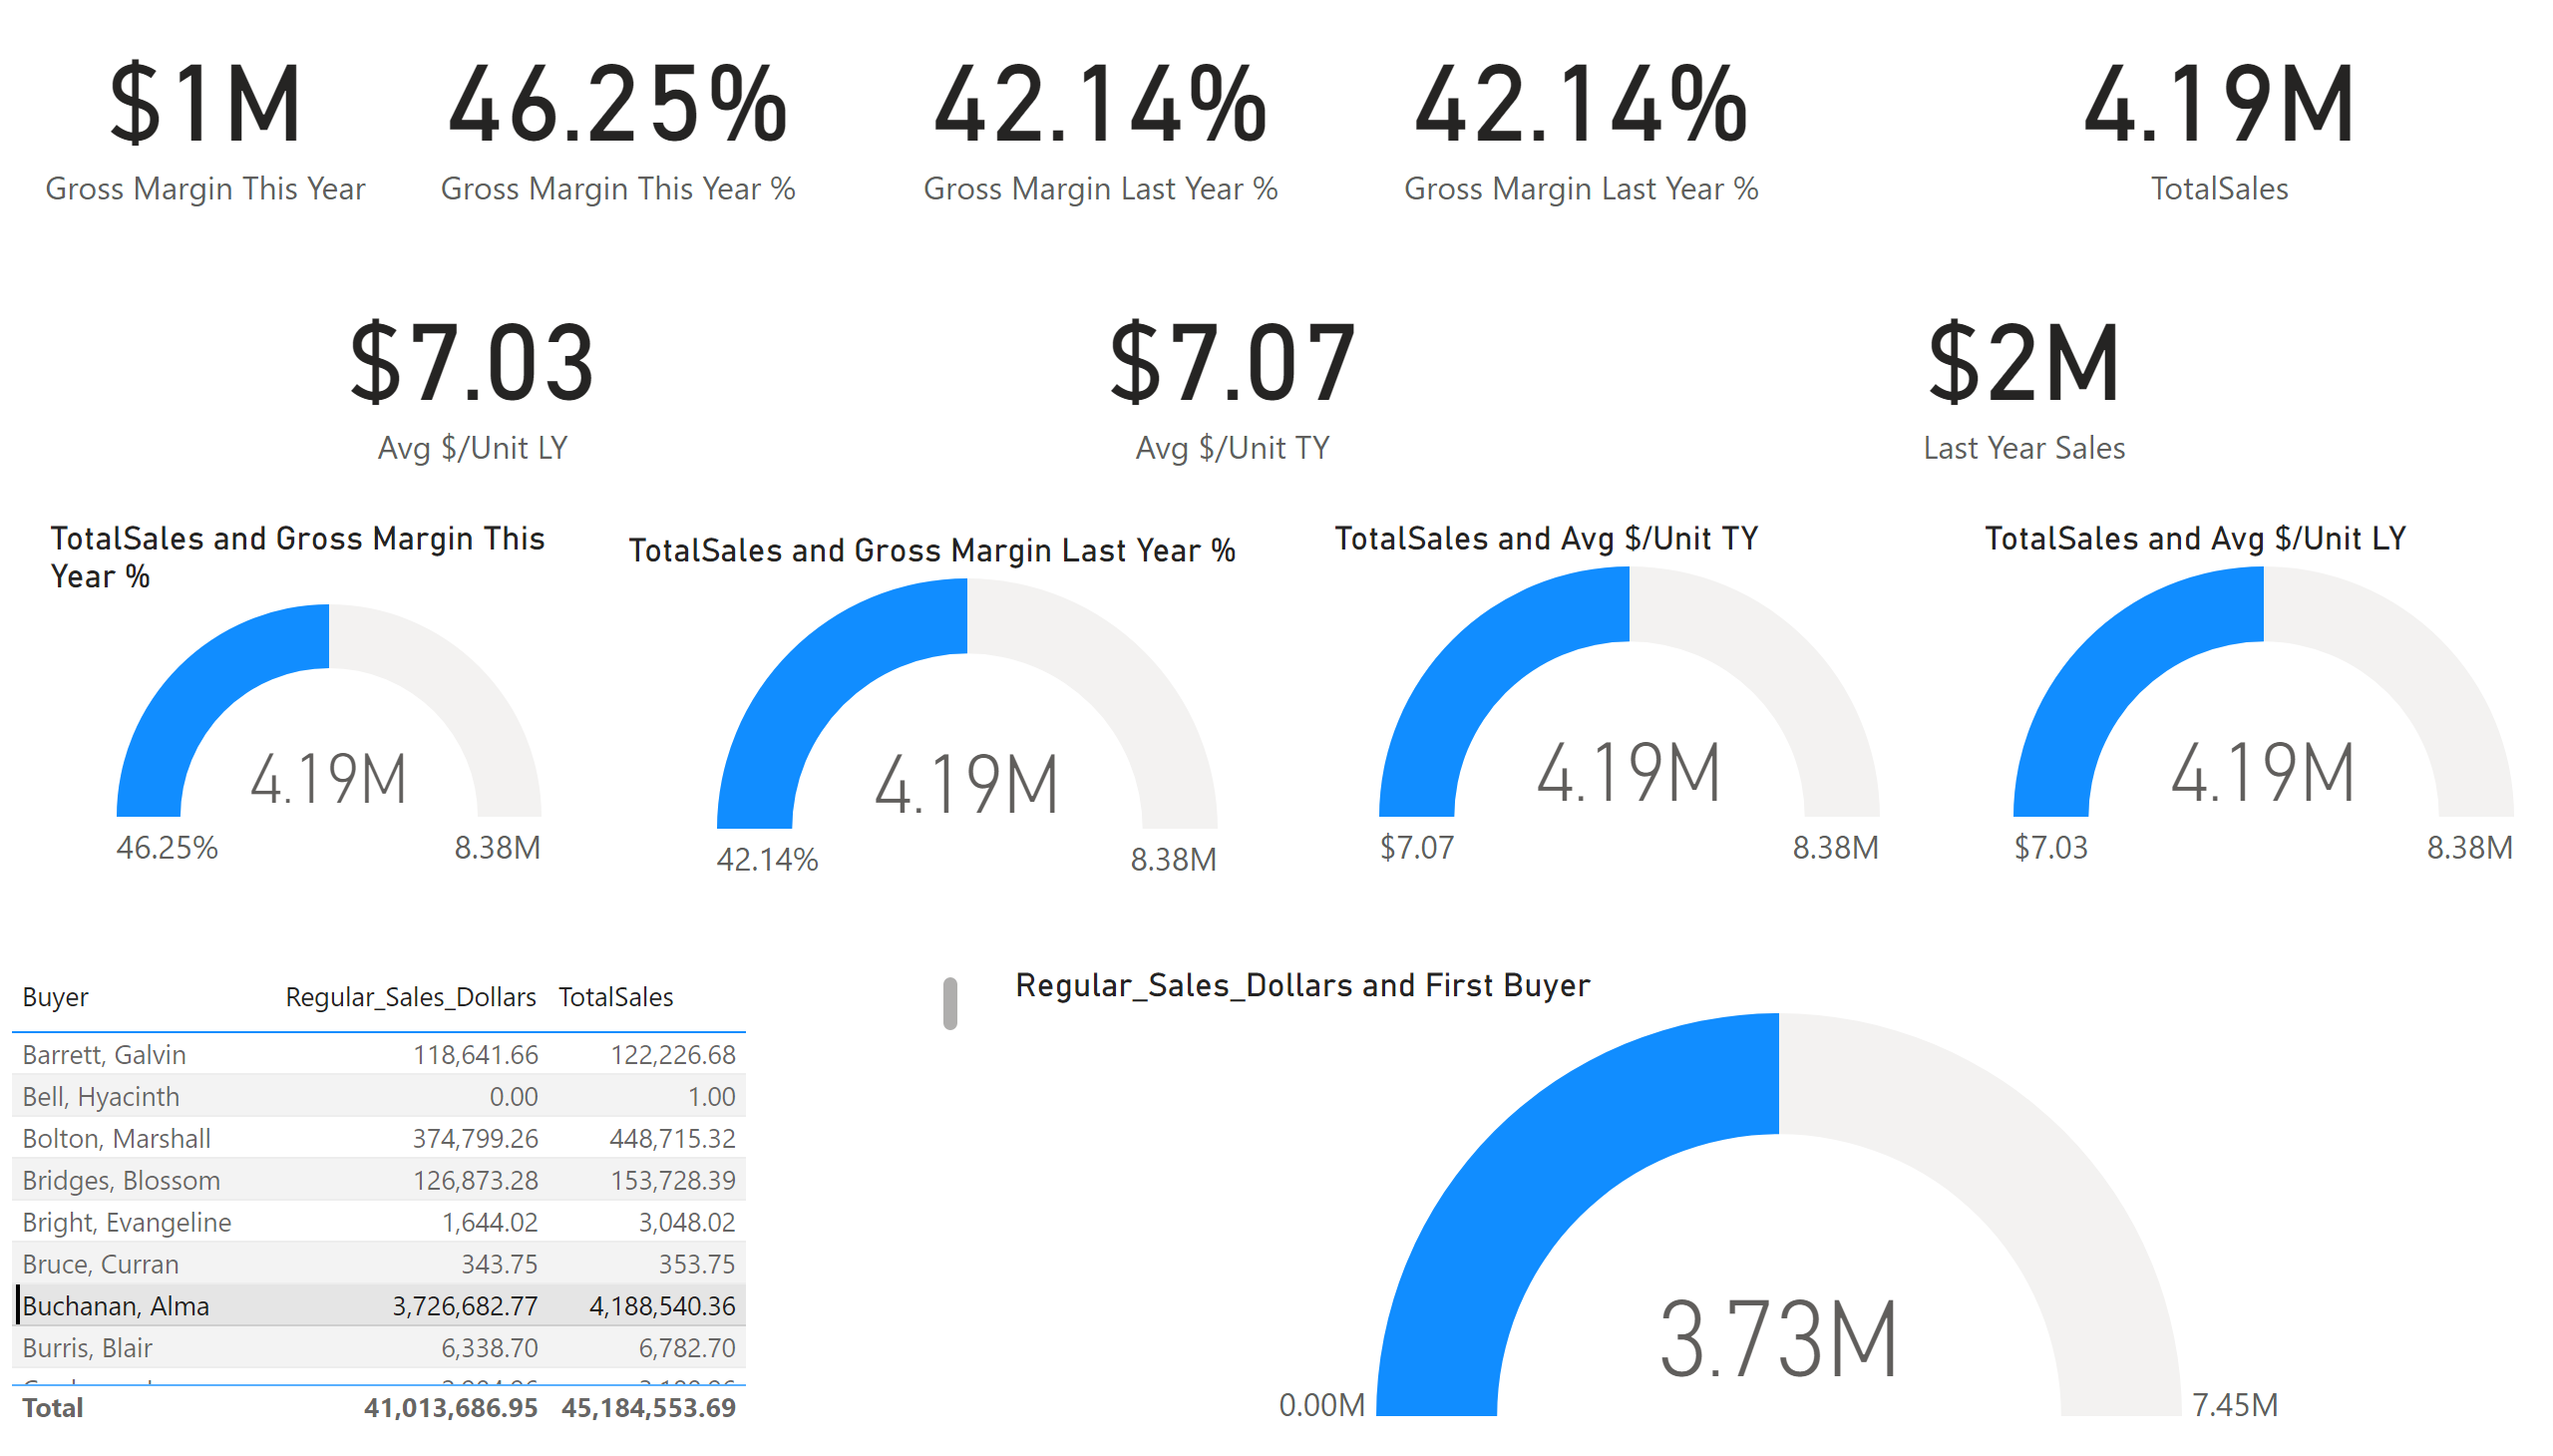 $1M 46.25% 42.14% 42.14% 4.19M
Gross Margin This Year Gross Margin This Year % Gross Margin Last Year % Gross Margin Last Year % TotalSales
$7.03 $7.07 $2M
Avg $/Unit LY Avg $/Unit TY Last Year Sales
TotalSales and Gross Margin This
Year %
4.19M
46.25% 8.38M
TotalSales and Gross Margin Last Year %
4.19M
42.14% 8.38M
TotalSales and Avg $/Unit TY
4.19M
$7.07 8.38M
TotalSales and Avg $/Unit LY
4.19M
$7.03 8.38M
Buyer Regular_Sales_Dollars TotalSales
Barrett, Galvin 118,641.66 122,226.68
Bell, Hyacinth 0.00 1.00
Bolton, Marshall 374,799.26 448,715.32
Bridges, Blossom 126,873.28 153,728.39
Bright, Evangeline 1,644.02 3,048.02
Bruce, Curran 343.75 353.75
Buchanan, Alma 3,726,682.77 4,188,540.36
Burris, Blair 6,338.70 6,782.70
Total 41,013,686.95 45,184,553.69
Regular_Sales_Dollars and First Buyer
3.73M
0.00M 7.45M